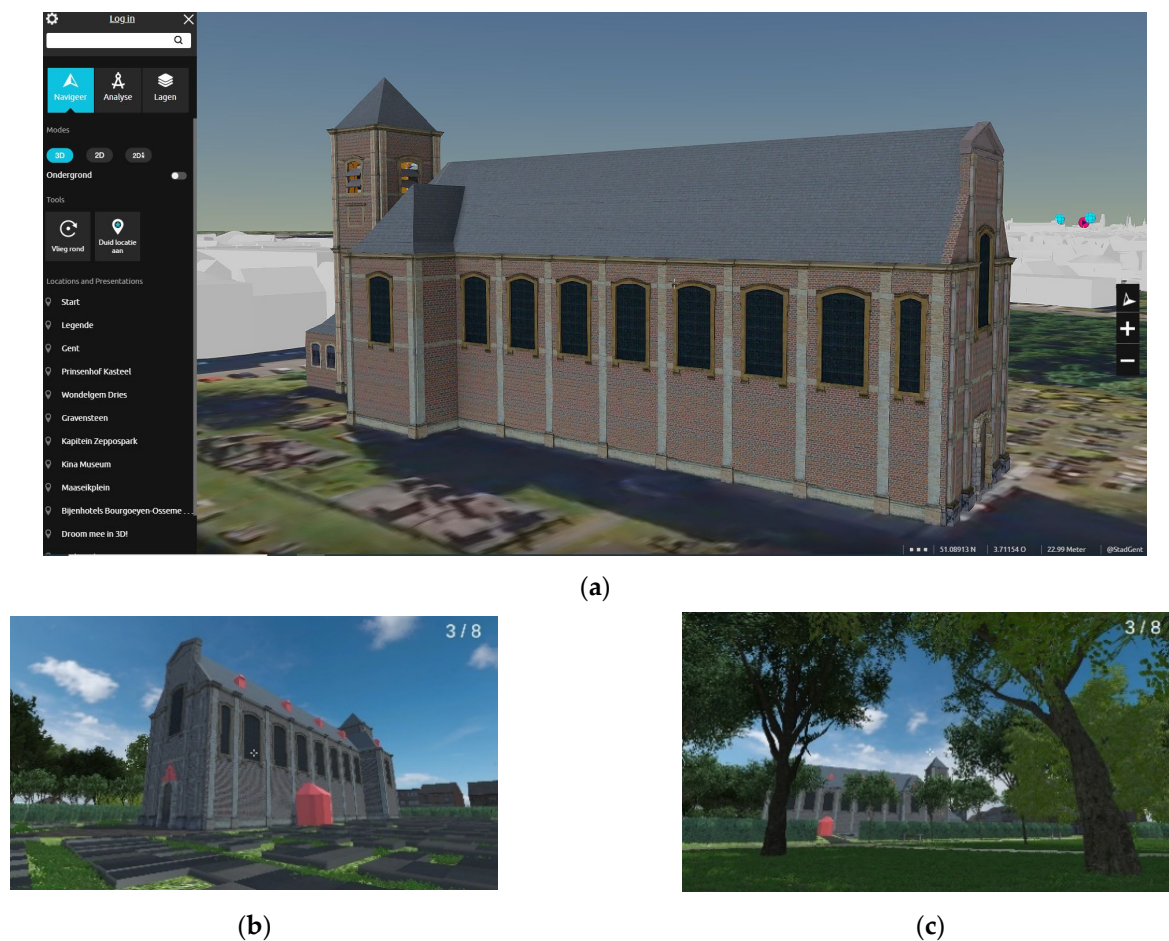 Log in
Navigeer Analyse Lagen
Modes
3D 2D
Ondergrond
Tools
Vlieg rond
Duid locatie
aan
Locations and Presentations
Start
Legende
Gent
Prinsenhof Kasteel
Wondelgem Dries
Gravensteen
Kapitein Zeppospark
Kina Museum
Maaseikplein
Bijenhotels Bourgoeyen-Osseme ...
Droom mee in 3D!
51.08913 N 3.71154 O 22.99 Meter @StadGent
(a)
3 / 8
3 / 8
(b)
(c)